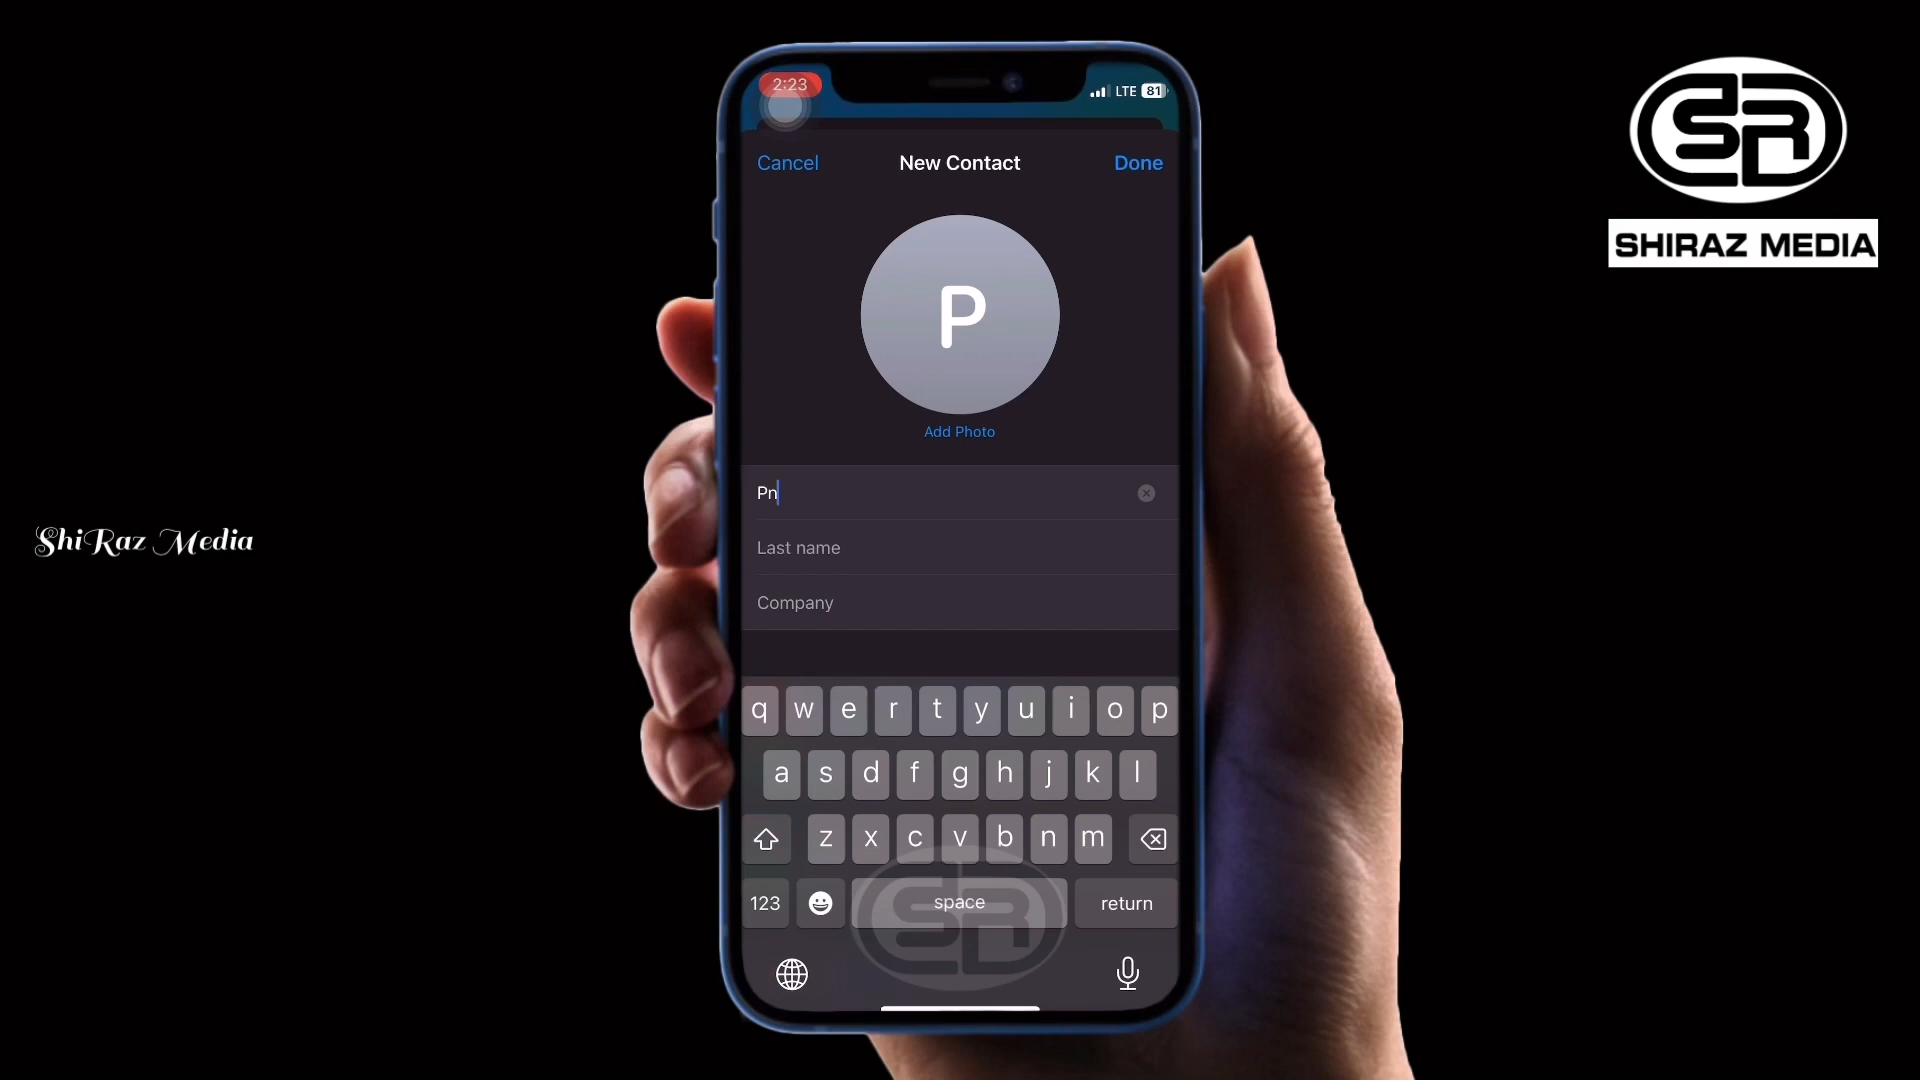 2:23
LTE 81
Cancel
New Contact
Done
P
Add Photo
Pn
Last name
Company
q w e r t y u i o p
a s d f g h j k l
z x c v b n m
123
space
return
SR
SHIRAZ MEDIA
ShiRaz Media
SR